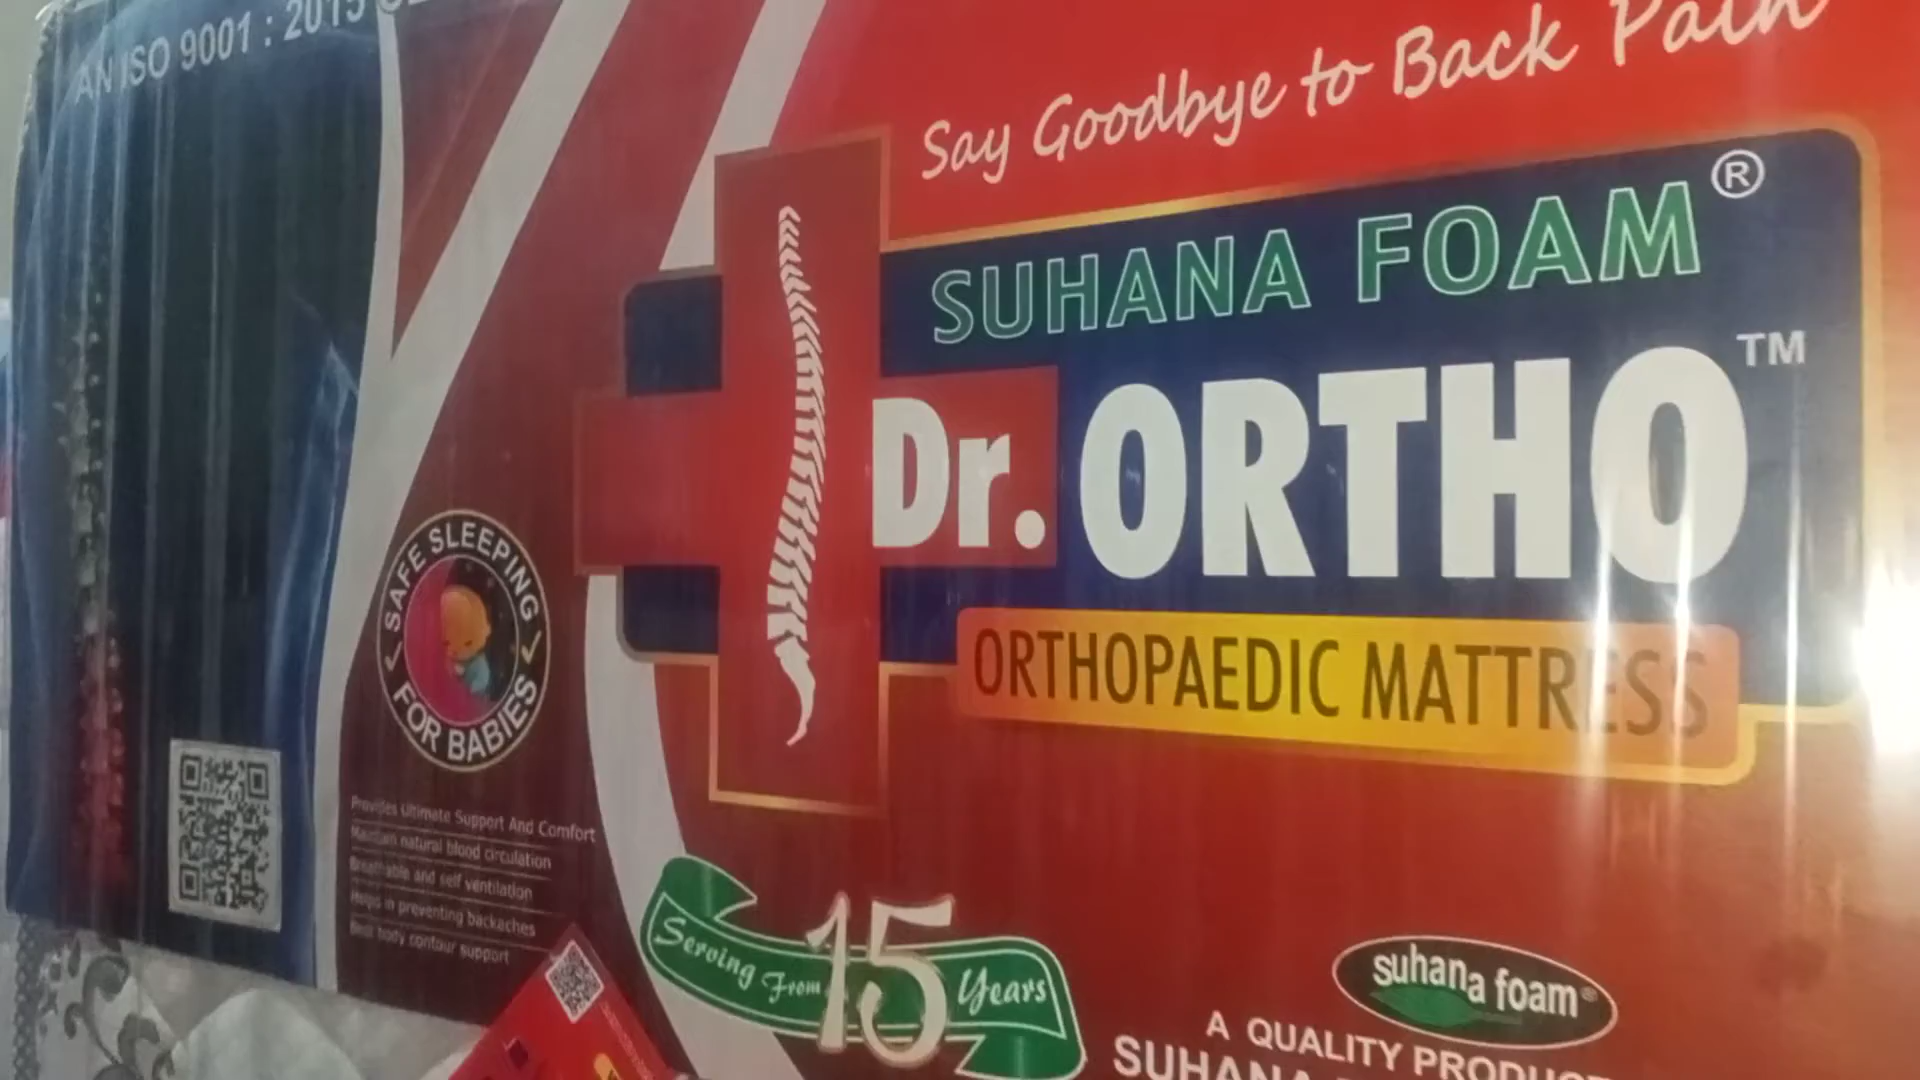 AN ISO 9001 : 2015
Say Goodbye to Back Pain
SUHANA FOAM®
Dr. ORTHO™
ORTHOPAEDIC MATTRESS
SAFE SLEEPING
FOR BABIES
Provides Ultimate Support And Comfort
Maintain natural blood circulation
Breathable and self ventilation
Helps in preventing backaches
Best body contour support
Serving From 15 Years
suhana foam®
A QUALITY PRODUCT
SUHANA